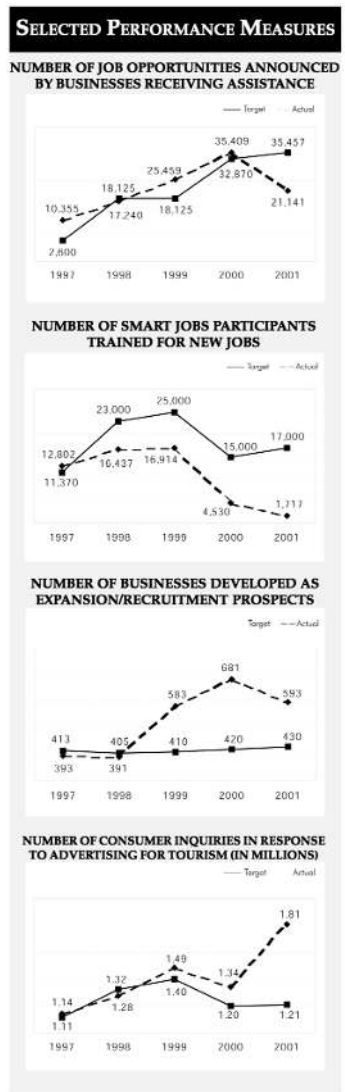 SELECTED PERFORMANCE MEASURES
NUMBER OF JOB OPPORTUNITIES ANNOUNCED
BY BUSINESSES RECEIVING ASSISTANCE
Target Actual
35,409 35,457
25,459
18,125 32,870
10,355
17,240 18,125 21,141
2,600
1997 1998 1999 2000 2001
NUMBER OF SMART JOBS PARTICIPANTS
TRAINED FOR NEW JOBS
Target Actual
25,000
23,000
15,000 17,000
12,802
16,437 16,914
11,370
4,530 1,717
1997 1998 1999 2000 2001
NUMBER OF BUSINESSES DEVELOPED AS
EXPANSION/RECRUITMENT PROSPECTS
Target Actual
681
583 593
413 405 410 420 430
393 391
1997 1998 1999 2000 2001
NUMBER OF CONSUMER INQUIRIES IN RESPONSE
TO ADVERTISING FOR TOURISM (IN MILLIONS)
Target Actual
1.81
1.49
1.32 1.34
1.14 1.40
1.28 1.20 1.21
1.11
1997 1998 1999 2000 2001